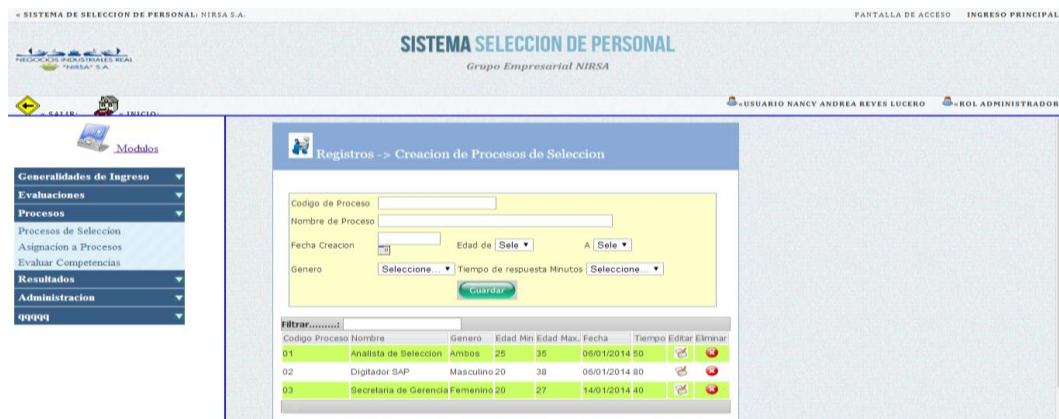 « SISTEMA DE SELECCION DE PERSONAL: NIRSA S.A.
PANTALLA DE ACCESO INGRESO PRINCIPAL
NEGOCIOS INDUSTRIALES REAL
"NIRSA" S.A.
SISTEMA SELECCION DE PERSONAL
Grupo Empresarial NIRSA
« SALIR: « INICIO:
«USUARIO NANCY ANDREA REYES LUCERO «ROL ADMINISTRADOR
Modulos
Generalidades de Ingreso
Evaluaciones
Procesos
Procesos de Seleccion
Asignacion a Procesos
Evaluar Competencias
Resultados
Administracion
qqqqq
Registros -> Creacion de Procesos de Seleccion
Codigo de Proceso
Nombre de Proceso
Fecha Creacion Edad de Sele A Sele
Genero Seleccione... Tiempo de respuesta Minutos Seleccione...
Guardar
Filtrar.........:
Codigo Proceso Nombre Genero Edad Min Edad Max. Fecha Tiempo Editar Eliminar
01 Analista de Seleccion Ambos 25 35 06/01/2014 50
02 Digitador SAP Masculino 20 38 06/01/2014 80
03 Secretaria de Gerencia Femenino 20 27 14/01/2014 40